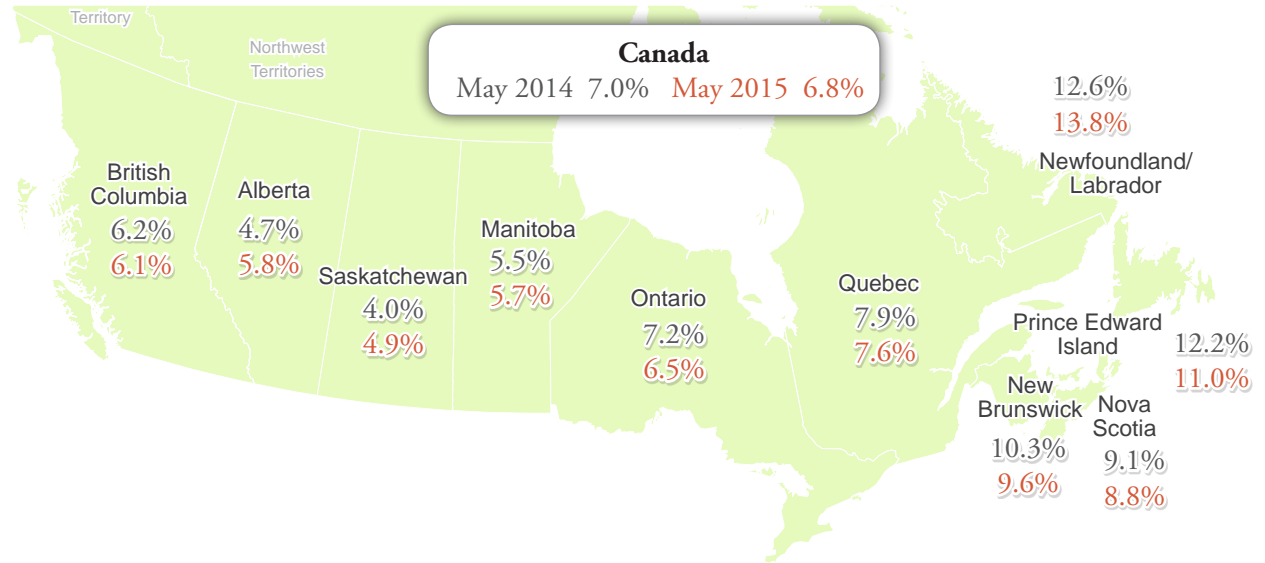 Territory
Northwest
Territories
Canada
May 2014 7.0% May 2015 6.8%
12.6%
13.8%
Newfoundland/
Labrador
British
Columbia
6.2%
6.1%
Alberta
4.7%
5.8%
Saskatchewan
4.0%
4.9%
Manitoba
5.5%
5.7%
Ontario
7.2%
6.5%
Quebec
7.9%
7.6%
Prince Edward
Island
12.2%
11.0%
New
Brunswick
10.3%
9.6%
Nova
Scotia
9.1%
8.8%